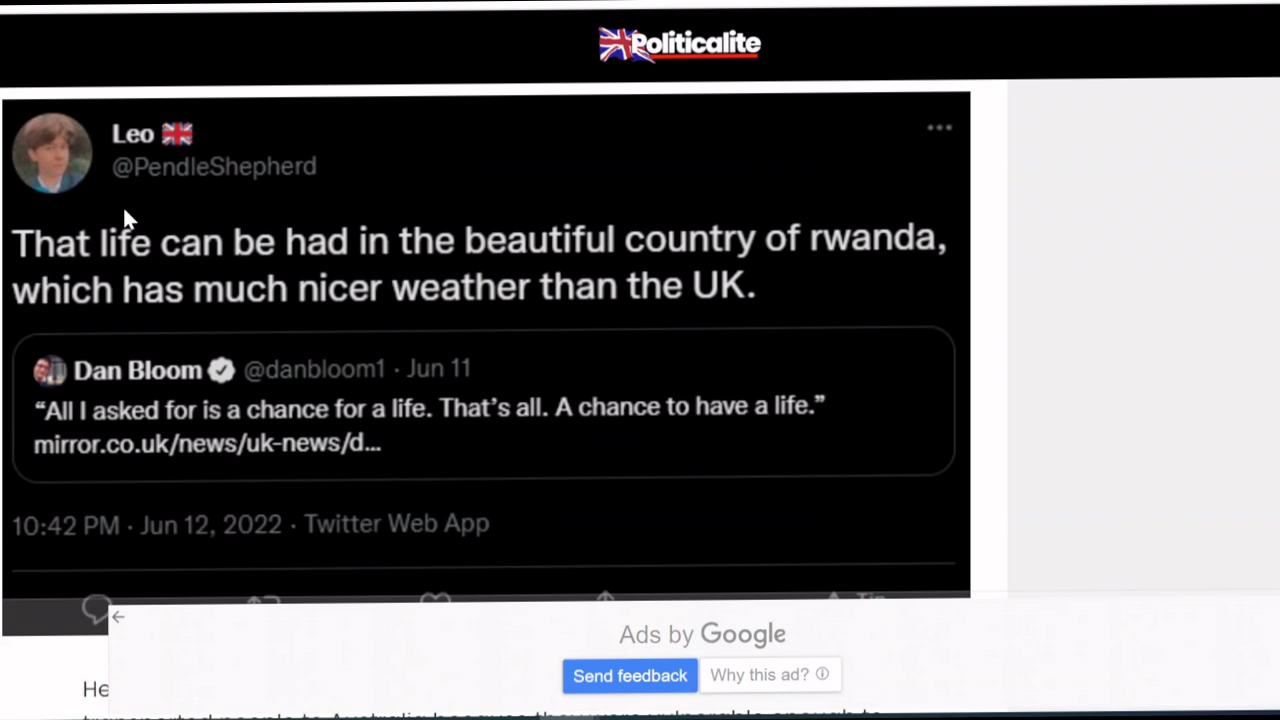 Politicalite
Leo
@PendleShepherd
That life can be had in the beautiful country of rwanda,
which has much nicer weather than the UK.
Dan Bloom @danbloom1 · Jun 11
“All I asked for is a chance for a life. That’s all. A chance to have a life.”
mirror.co.uk/news/uk-news/d...
10:42 PM · Jun 12, 2022 · Twitter Web App
Tip
Ads by Google
Send feedback
Why this ad?
He